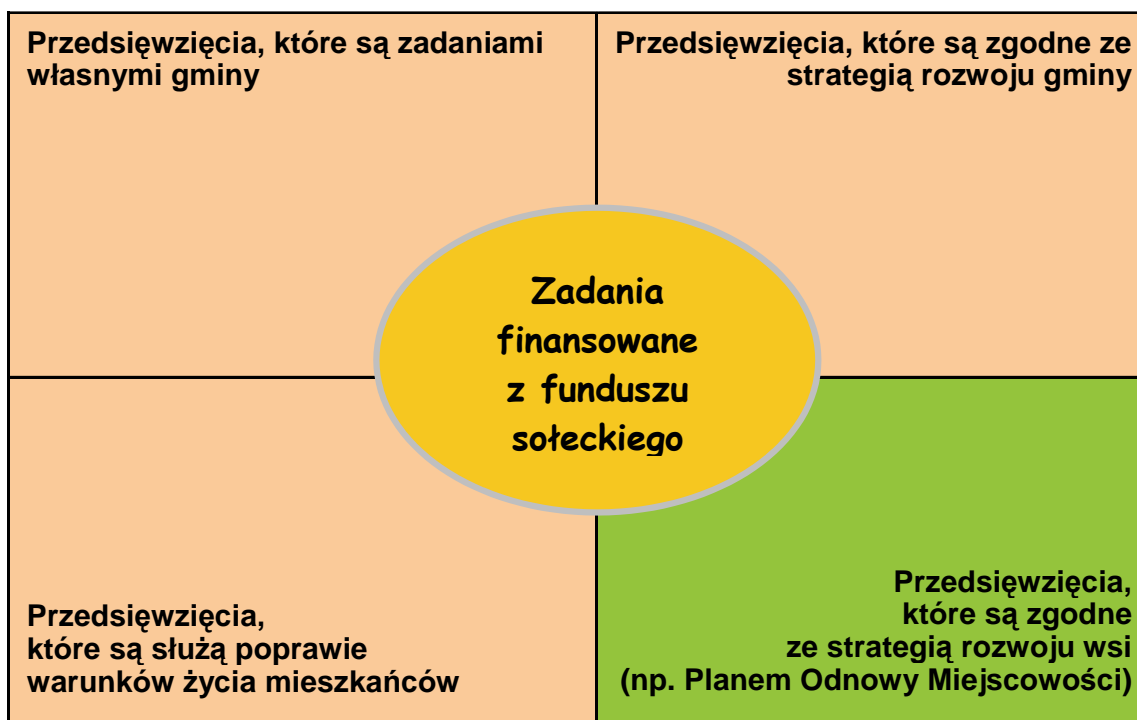 Przedsięwzięcia, które są zadaniami
własnymi gminy
Przedsięwzięcia, które są zgodne ze
strategią rozwoju gminy
Zadania
finansowane
z funduszu
sołeckiego
Przedsięwzięcia,
które są służą poprawie
warunków życia mieszkańców
Przedsięwzięcia,
które są zgodne
ze strategią rozwoju wsi
(np. Planem Odnowy Miejscowości)